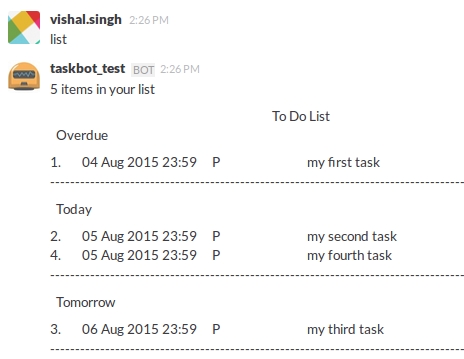 vishal.singh 2:26 PM
list
taskbot_test BOT 2:26 PM
5 items in your list
To Do List
Overdue
1. 04 Aug 2015 23:59 P my first task
--------------------------------------------------------------------------------
Today
2. 05 Aug 2015 23:59 P my second task
4. 05 Aug 2015 23:59 P my fourth task
--------------------------------------------------------------------------------
Tomorrow
3. 06 Aug 2015 23:59 P my third task
--------------------------------------------------------------------------------